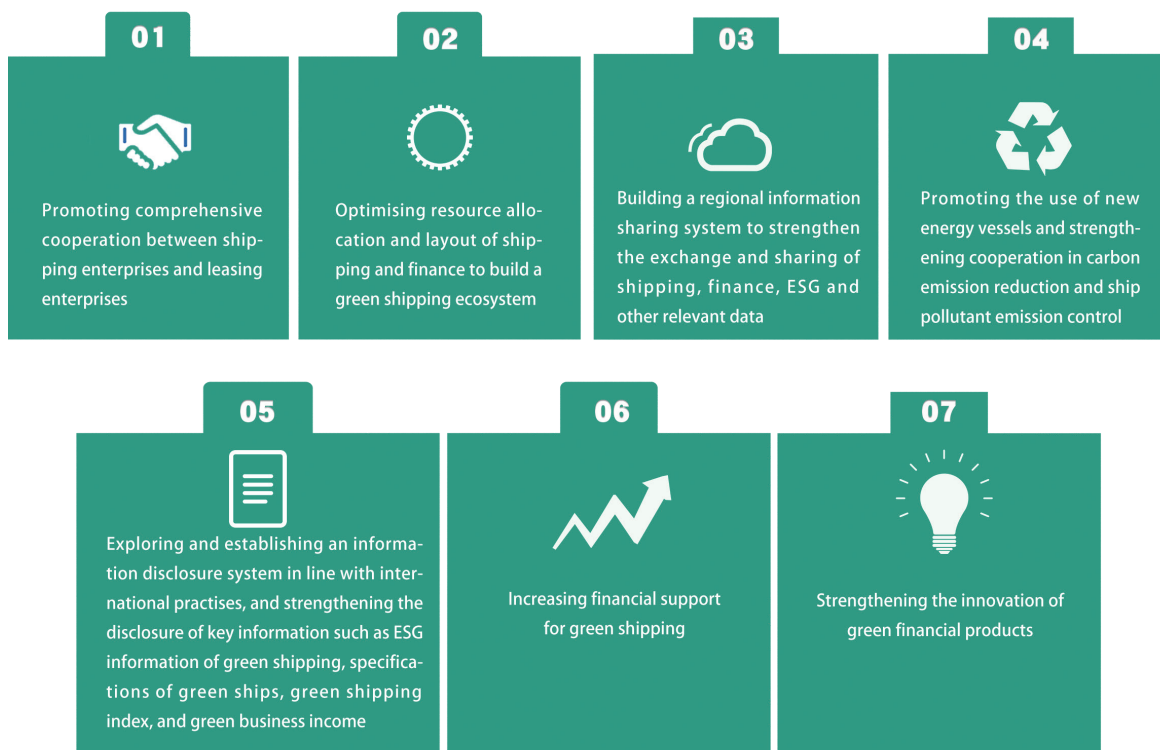 01
Promoting comprehensive
cooperation between ship-
ping enterprises and leasing
enterprises
02
Optimising resource allo-
cation and layout of ship-
ping and finance to build a
green shipping ecosystem
03
Building a regional information
sharing system to strengthen
the exchange and sharing of
shipping, finance, ESG and
other relevant data
04
Promoting the use of new
energy vessels and strength-
ening cooperation in carbon
emission reduction and ship
pollutant emission control
05
Exploring and establishing an informa-
tion disclosure system in line with inter-
national practises, and strengthening the
disclosure of key information such as ESG
information of green shipping, specifica-
tions of green ships, green shipping
index, and green business income
06
Increasing financial support
for green shipping
07
Strengthening the innovation of
green financial products